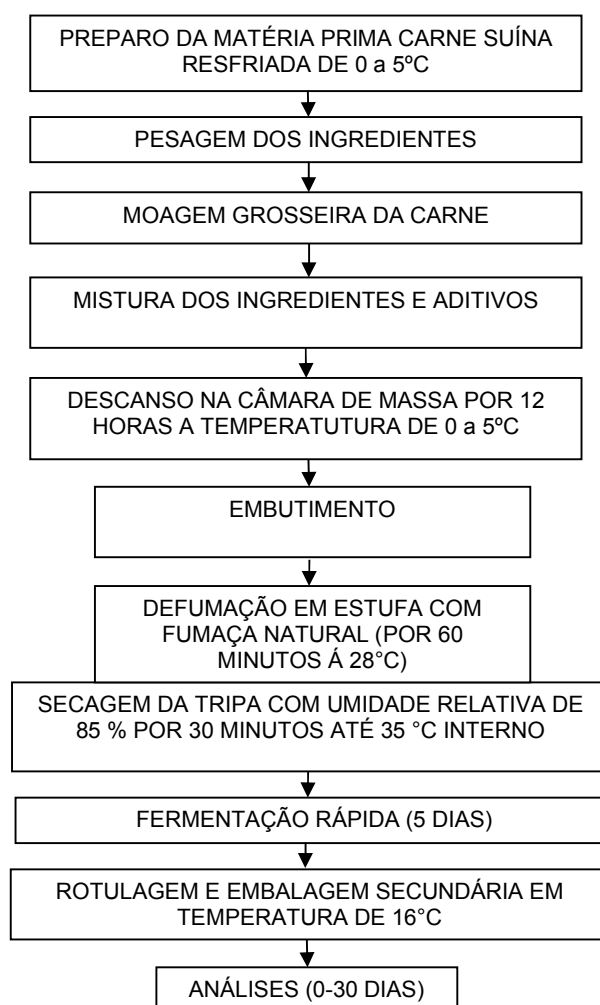 PREPARO DA MATÉRIA PRIMA CARNE SUÍNA
RESFRIADA DE 0 a 5ºC
PESAGEM DOS INGREDIENTES
MOAGEM GROSSEIRA DA CARNE
MISTURA DOS INGREDIENTES E ADITIVOS
DESCANSO NA CÂMARA DE MASSA POR 12
HORAS A TEMPERATUTURA DE 0 a 5ºC
EMBUTIMENTO
DEFUMAÇÃO EM ESTUFA COM
FUMAÇA NATURAL (POR 60
MINUTOS Á 28°C)
SECAGEM DA TRIPA COM UMIDADE RELATIVA DE
85 % POR 30 MINUTOS ATÉ 35 °C INTERNO
FERMENTAÇÃO RÁPIDA (5 DIAS)
ROTULAGEM E EMBALAGEM SECUNDÁRIA EM
TEMPERATURA DE 16°C
ANÁLISES (0-30 DIAS)